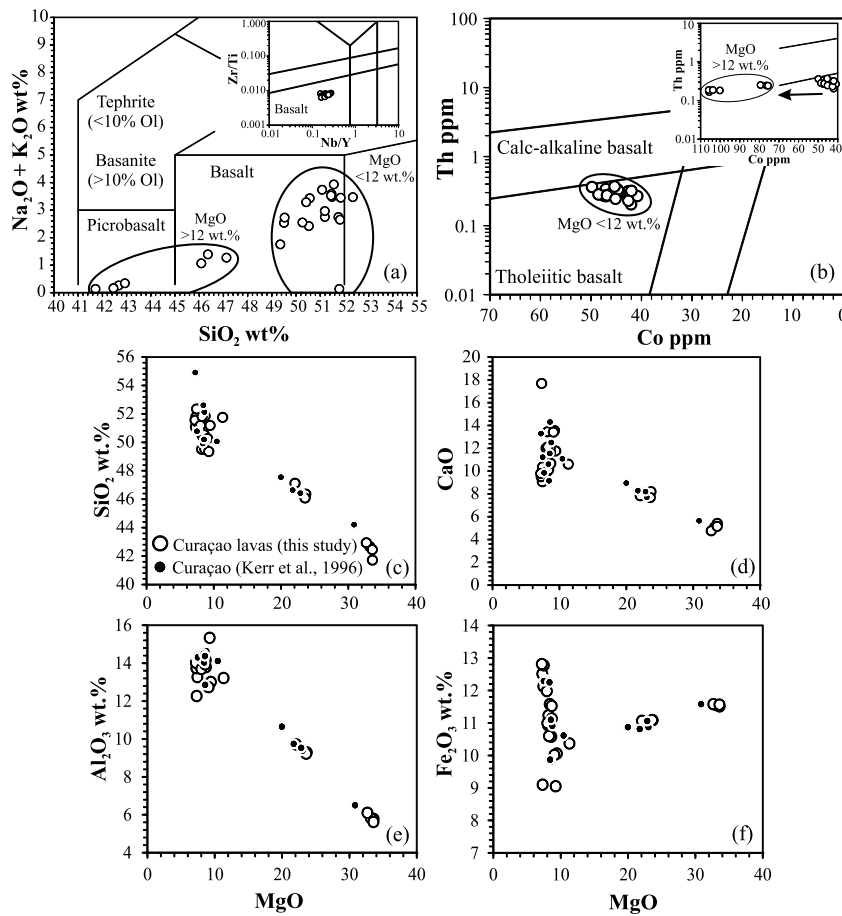 10
9
8
7
6
5
4
3
2
1
0
Na₂O + K₂O wt%
40 41 42 43 44 45 46 47 48 49 50 51 52 53 54 55
SiO₂ wt%
Tephrite
(<10% Ol)
Basanite
(>10% Ol)
Picrobasalt
MgO
>12 wt.%
Basalt
MgO
<12 wt.%
(a)
Zr/Ti
1.000
0.100
0.010
0.001
Basalt
0.01 0.10 1 10
Nb/Y
Th ppm
100
10
1
0.1
0.01
70 60 50 40 30 20 10 0
Co ppm
Calc-alkaline basalt
MgO <12 wt.%
Tholeiitic basalt
(b)
Th ppm
10
1
0.1
0.01
MgO
>12 wt.%
110 100 90 80 70 60 50 40
Co ppm
SiO₂ wt.%
56
54
52
50
48
46
44
42
40
0 10 20 30 40
Curaçao lavas (this study)
Curaçao (Kerr et al., 1996)
(c)
CaO
20
18
16
14
12
10
8
6
4
2
0
0 10 20 30 40
(d)
Al₂O₃ wt.%
16
14
12
10
8
6
4
0 10 20 30 40
MgO
(e)
Fe₂O₃ wt.%
14
13
12
11
10
9
8
7
0 10 20 30 40
MgO
(f)